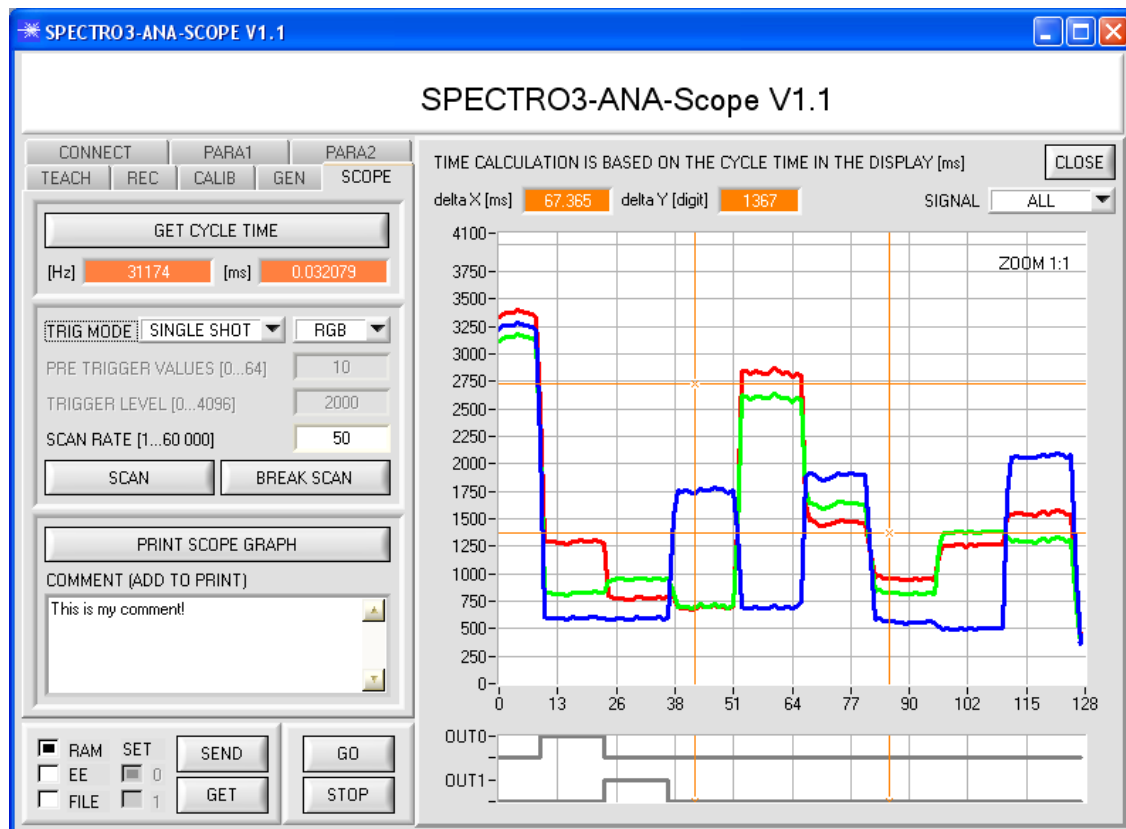 SPECTRO3-ANA-SCOPE V1.1
SPECTRO3-ANA-Scope V1.1
CONNECT PARA1 PARA2
TEACH REC CALIB GEN SCOPE
GET CYCLE TIME
[Hz] 31174 [ms] 0.032079
TRIG MODE SINGLE SHOT RGB
PRE TRIGGER VALUES [0...64] 10
TRIGGER LEVEL [0...4096] 2000
SCAN RATE [1...60 000] 50
SCAN BREAK SCAN
PRINT SCOPE GRAPH
COMMENT (ADD TO PRINT)
This is my comment!
RAM SET SEND GO
EE 0
FILE 1 GET STOP
TIME CALCULATION IS BASED ON THE CYCLE TIME IN THE DISPLAY [ms] CLOSE
delta X [ms] 67.365 delta Y [digit] 1367 SIGNAL ALL
ZOOM 1:1
4100
3750
3500
3250
3000
2750
2500
2250
2000
1750
1500
1250
1000
750
500
250
0
0 13 26 38 51 64 77 90 102 115 128
OUT0
OUT1